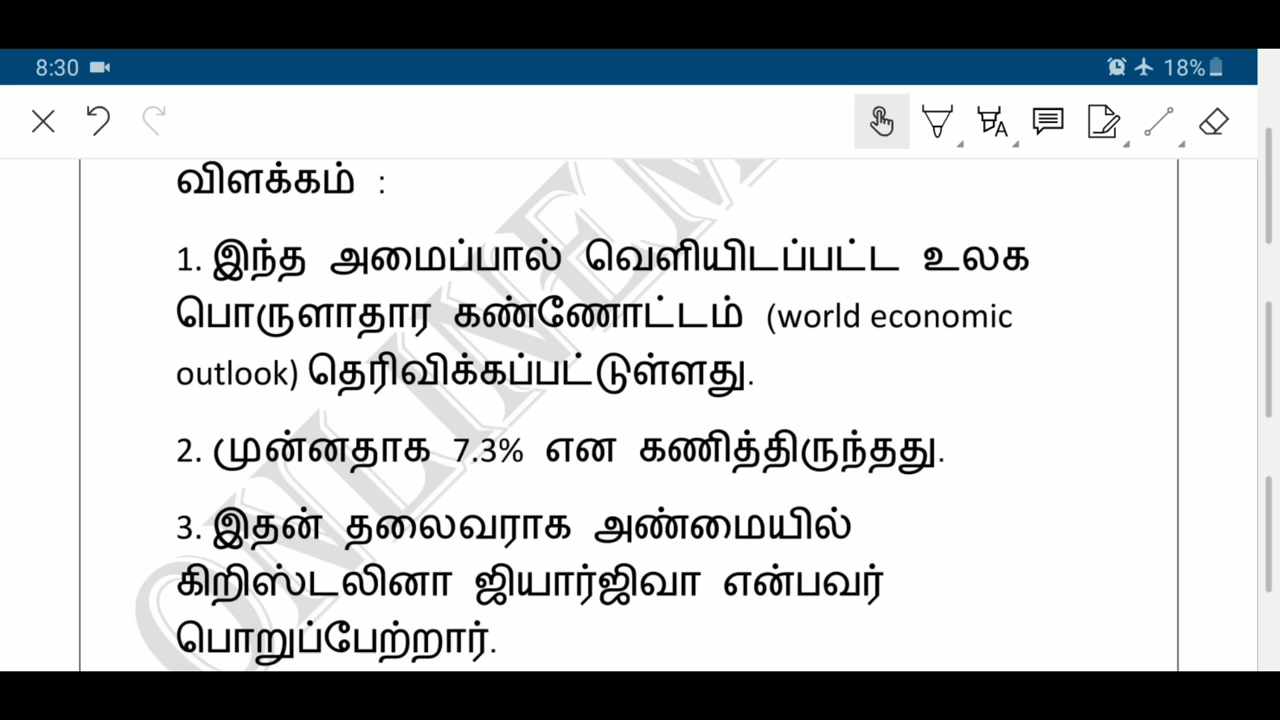 8:30
18%
விளக்கம் :
1. இந்த அமைப்பால் வெளியிடப்பட்ட உலக
பொருளாதார கண்ணோட்டம் (world economic
outlook) தெரிவிக்கப்பட்டுள்ளது.
2. முன்னதாக 7.3% என கணித்திருந்தது.
3. இதன் தலைவராக அண்மையில்
கிறிஸ்டலினா ஜியார்ஜிவா என்பவர்
பொறுப்பேற்றார்.
ONLINEM